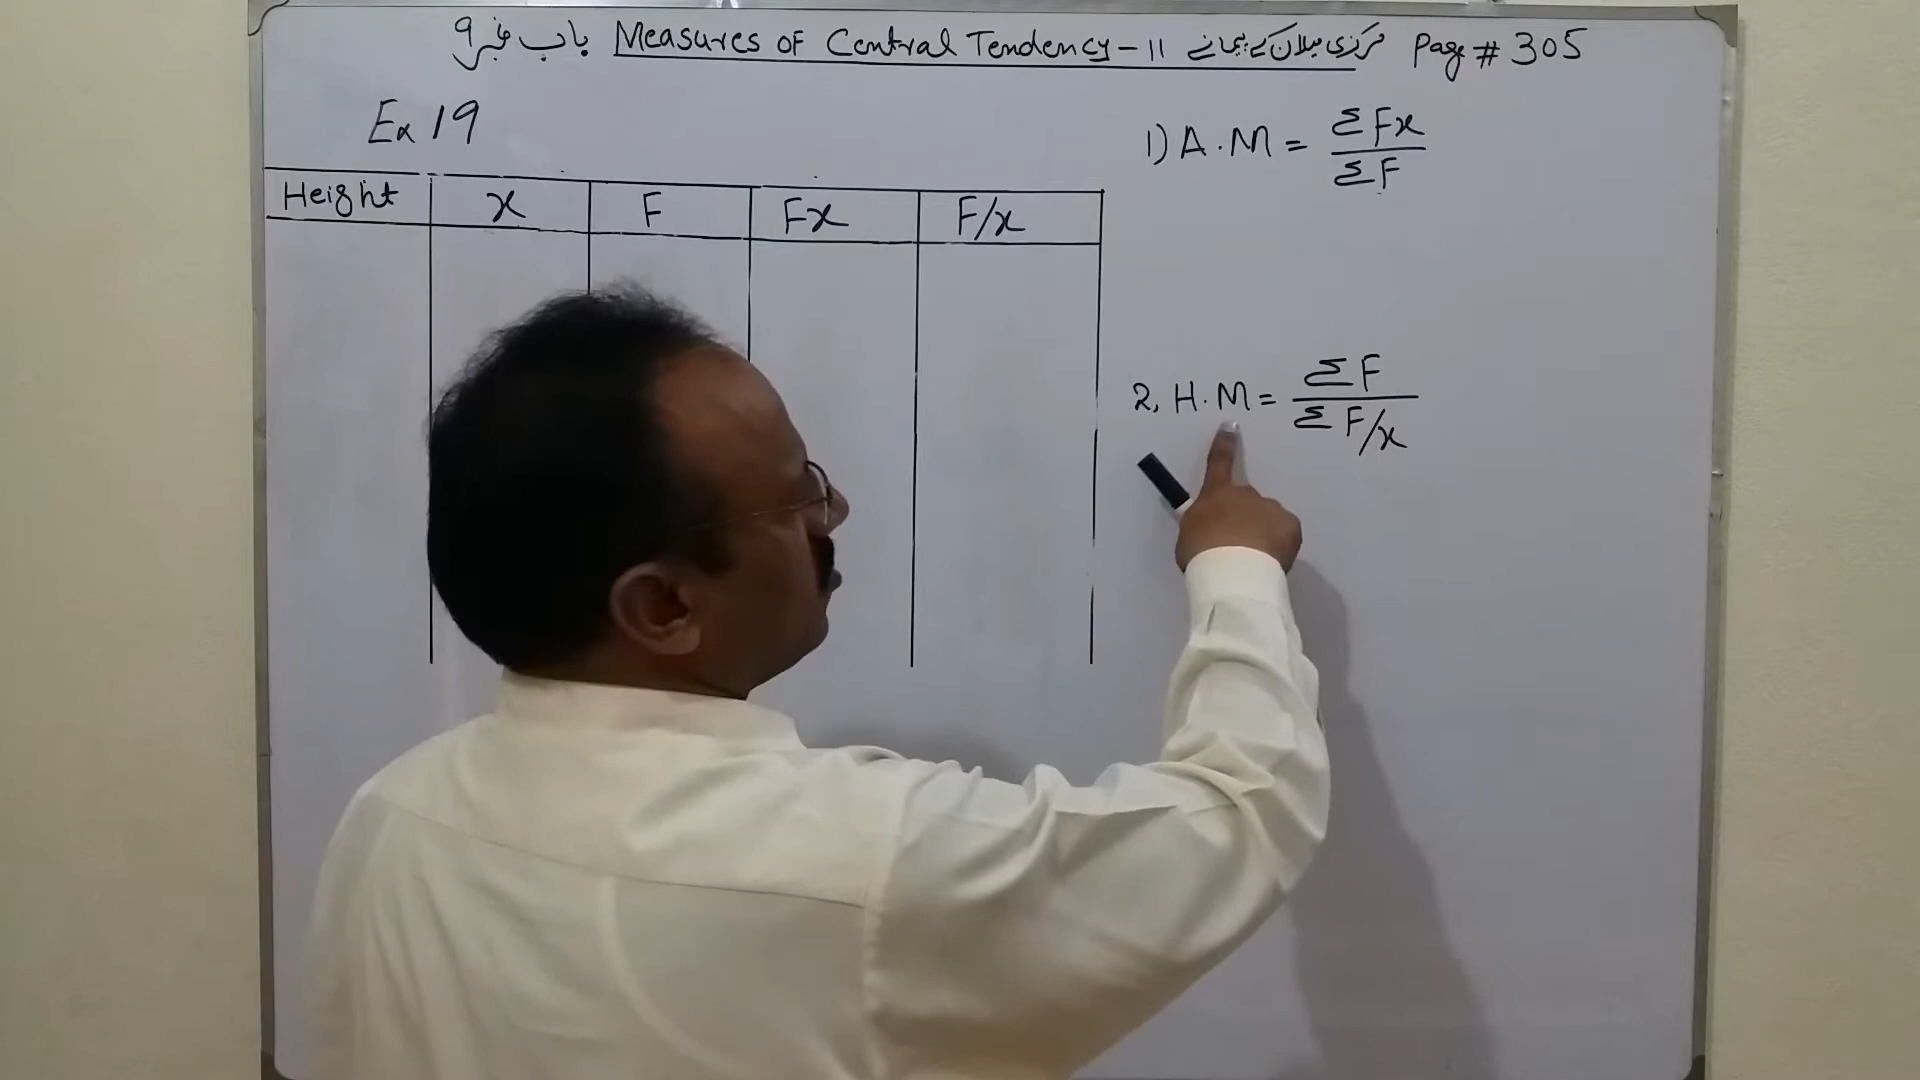 باب نمبر 9 Measures OF Central Tendency - 11 مرکزی میلان کے پیمانے Page # 305
Ex 19
1) A.M = ΣFx / ΣF
Height x F Fx F/x
2, H.M = ΣF / ΣF/x